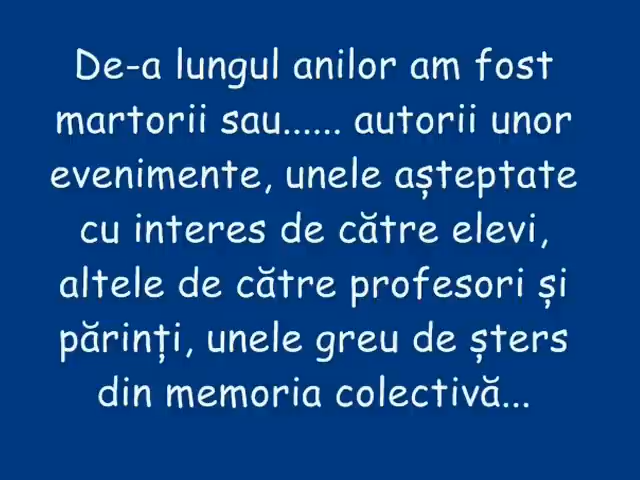 De-a lungul anilor am fost
martorii sau...... autorii unor
evenimente, unele așteptate
cu interes de către elevi,
altele de către profesori și
părinți, unele greu de șters
din memoria colectivă...